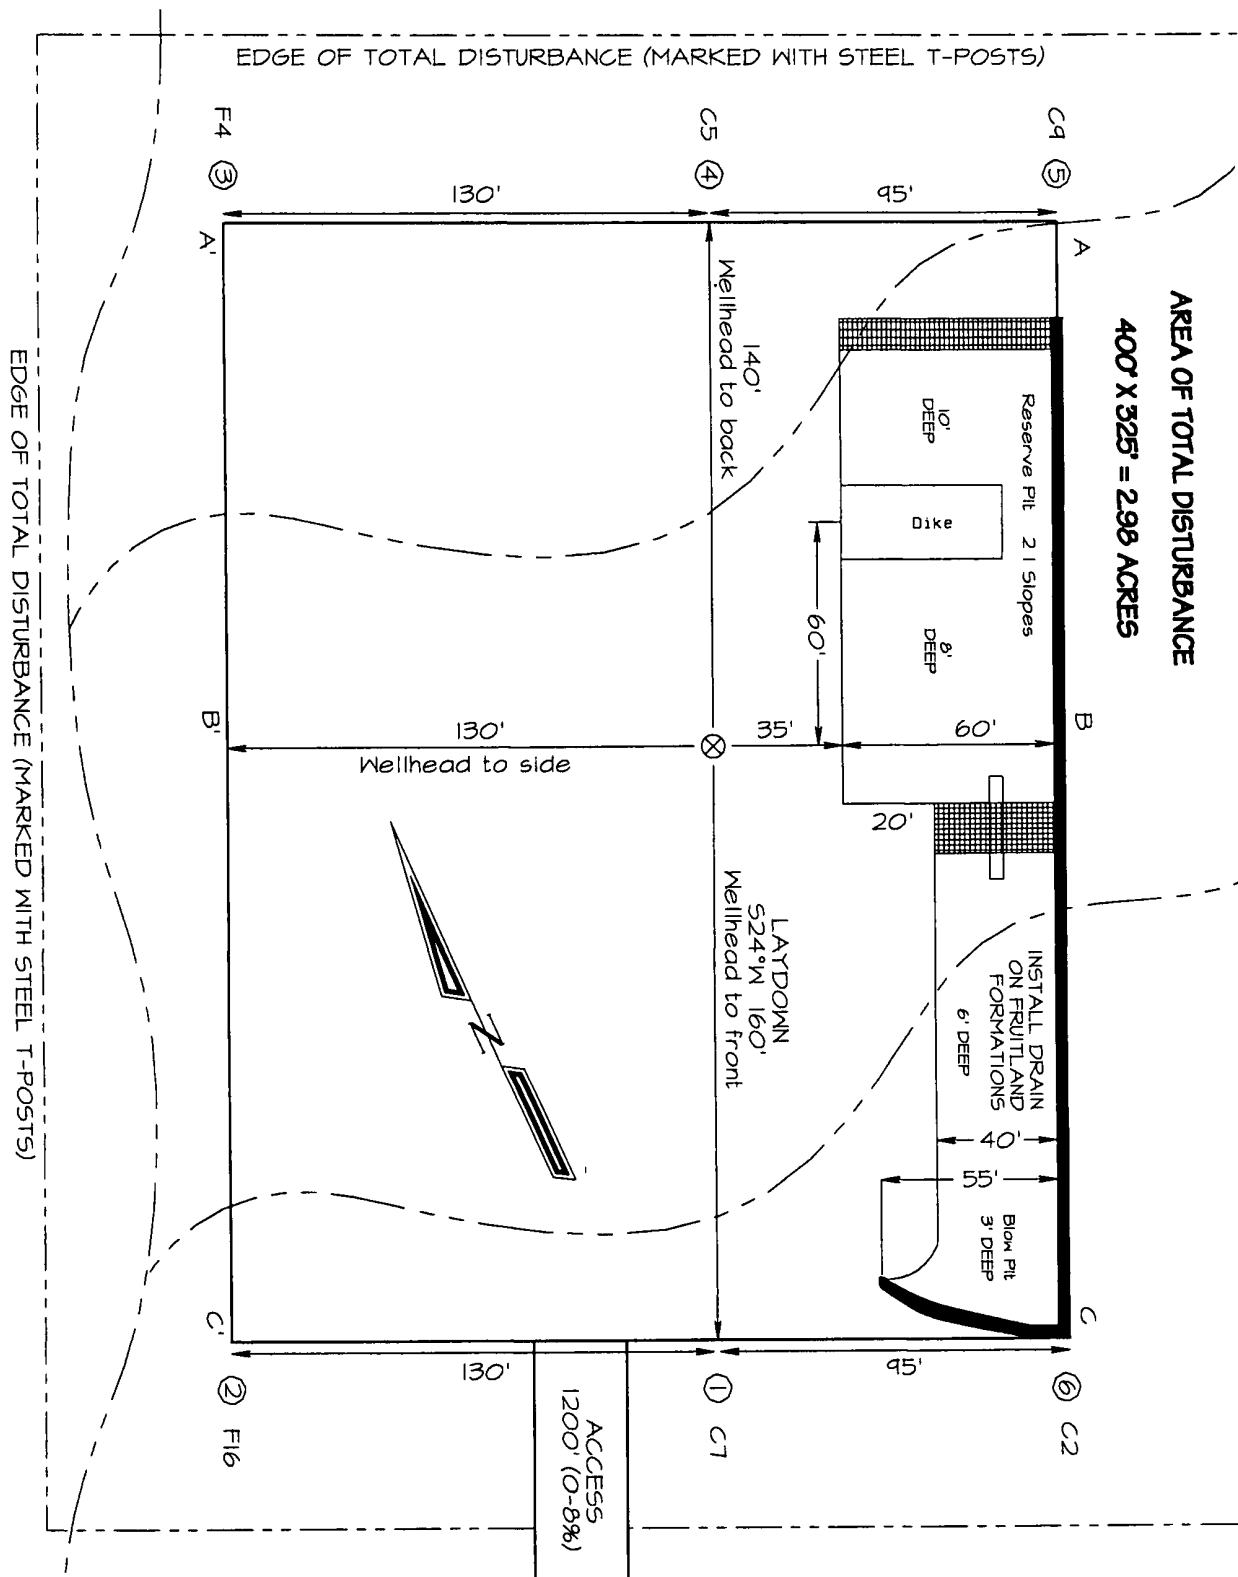 EDGE OF TOTAL DISTURBANCE (MARKED WITH STEEL T-POSTS)
F4 ③
C5 ④
C9 ⑤
130'
95'
A'
A
AREA OF TOTAL DISTURBANCE
400' X 325' = 2.98 ACRES
140'
Wellhead to back
Reserve Pit 2 1 Slopes
10'
DEEP
Dike
8'
DEEP
60'
EDGE OF TOTAL DISTURBANCE (MARKED WITH STEEL T-POSTS)
B'
B
130'
Wellhead to side
35'
60'
20'
LAYDOWN
S24°W 160'
Wellhead to front
N
INSTALL DRAIN
ON FRUITLAND
FORMATIONS
6' DEEP
40'
55'
Blow Pit
3' DEEP
C'
C
130'
95'
② F16
① C7
⑥ C2
ACCESS
1200' (0-8%)